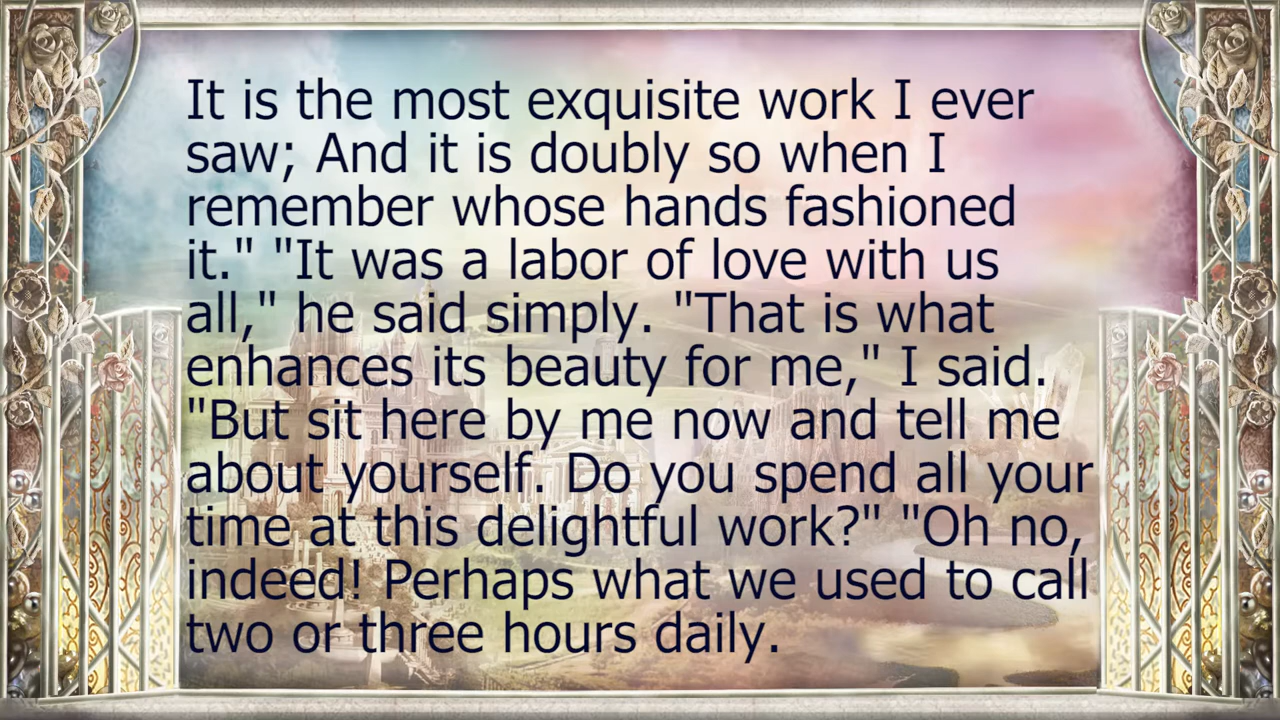 It is the most exquisite work I ever
saw; And it is doubly so when I
remember whose hands fashioned
it." "It was a labor of love with us
all," he said simply. "That is what
enhances its beauty for me," I said.
"But sit here by me now and tell me
about yourself. Do you spend all your
time at this delightful work?" "Oh no,
indeed! Perhaps what we used to call
two or three hours daily.